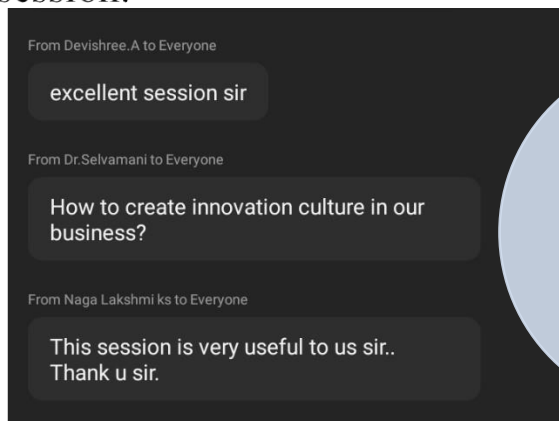 From Devishree.A to Everyone
excellent session sir
From Dr.Selvamani to Everyone
How to create innovation culture in our
business?
From Naga Lakshmi ks to Everyone
This session is very useful to us sir..
Thank u sir.